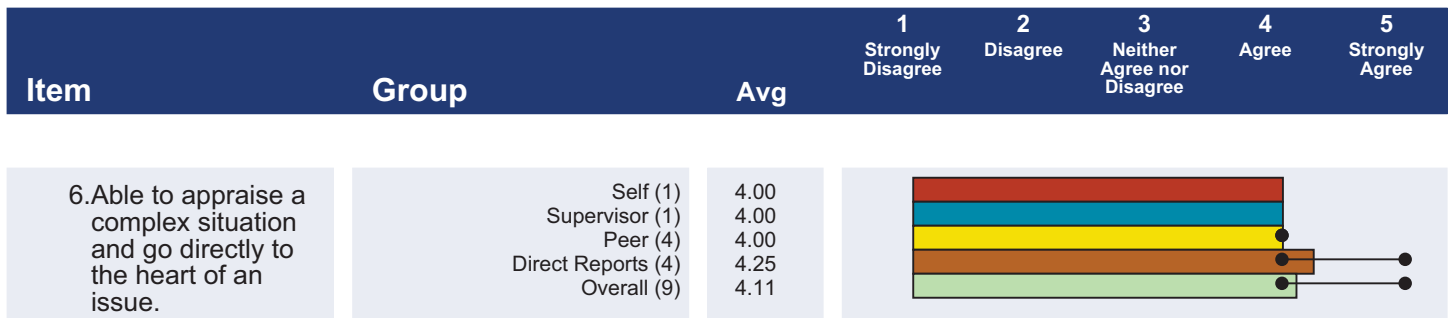 1 2 3 4 5
Strongly Disagree Neither Agree Strongly
Disagree Agree nor Agree
Disagree
Item Group Avg
6.Able to appraise a Self (1) 4.00
complex situation Supervisor (1) 4.00
and go directly to Peer (4) 4.00
the heart of an Direct Reports (4) 4.25
issue. Overall (9) 4.11